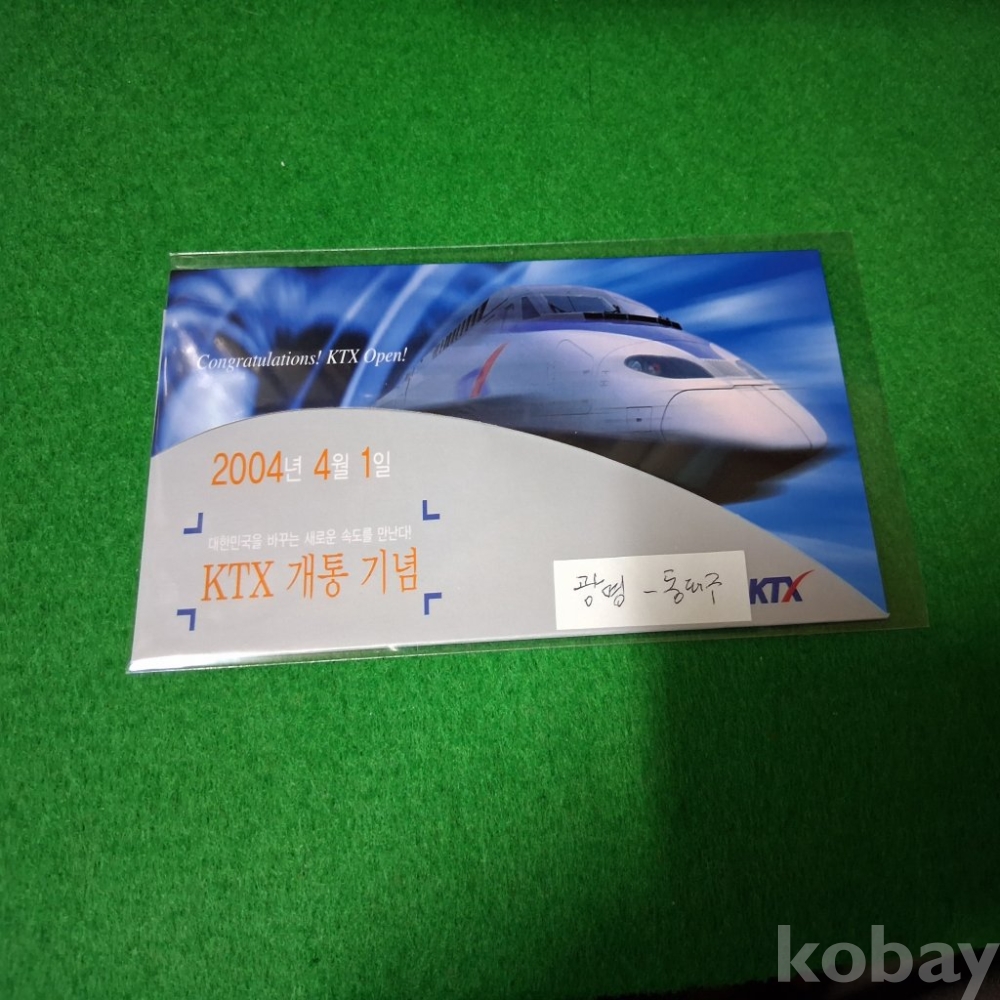 Congratulations! KTX Open!
2004년 4월 1일
대한민국을 바꾸는 새로운 속도를 만난다!
KTX 개통 기념
광명 - 동대구
KTX
kobay